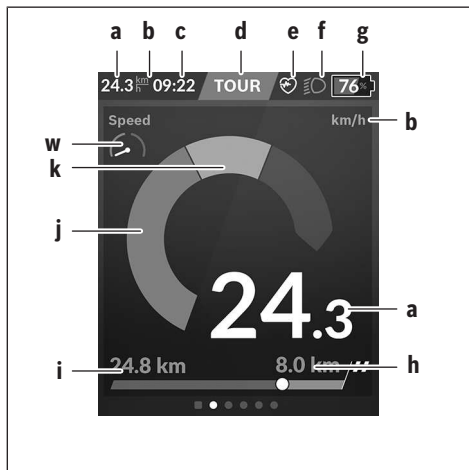 a b c d e f g
24.3 km/h 09:22 TOUR 76%
Speed km/h b
w
k
j
24.3 a
i 24.8 km 8.0 km h